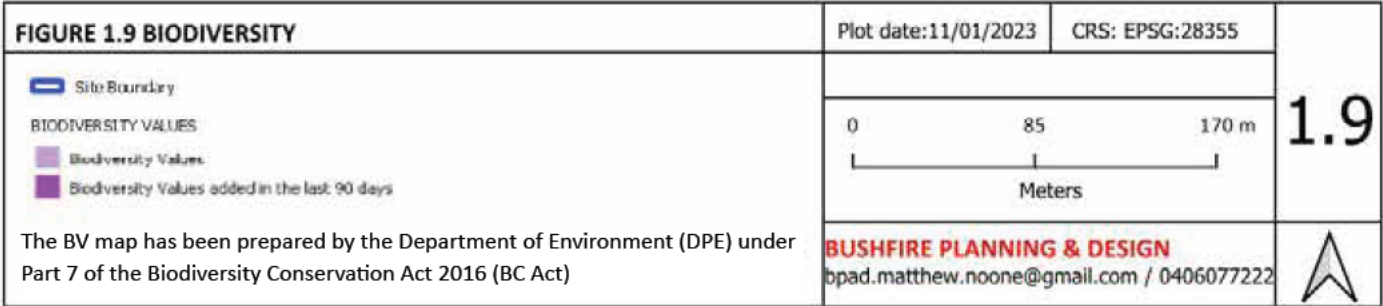 FIGURE 1.9 BIODIVERSITY
Plot date:11/01/2023
CRS: EPSG:28355
1.9
Site Boundary
BIODIVERSITY VALUES
Biodiversity Values
Biodiversity Values added in the last 90 days
0 85 170 m
Meters
The BV map has been prepared by the Department of Environment (DPE) under
Part 7 of the Biodiversity Conservation Act 2016 (BC Act)
BUSHFIRE PLANNING & DESIGN
bpad.matthew.noone@gmail.com / 0406077222